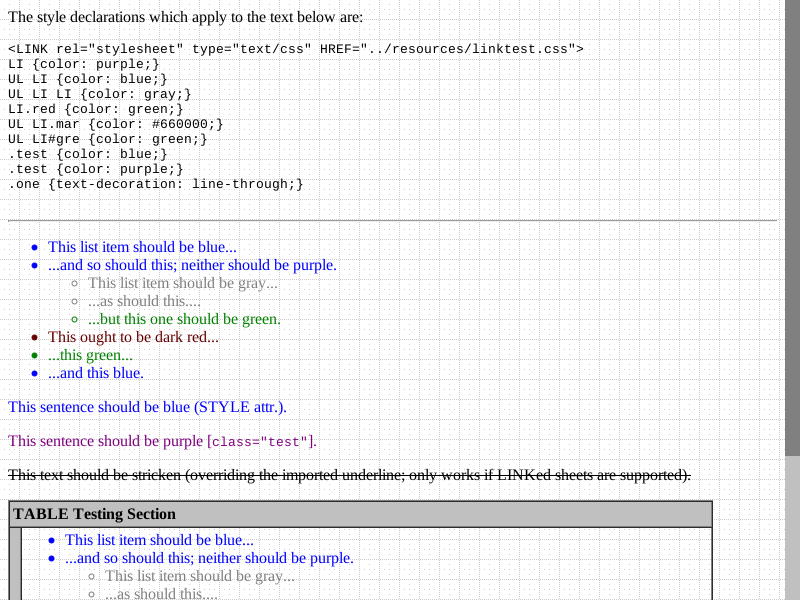 The style declarations which apply to the text below are:
<LINK rel="stylesheet" type="text/css" HREF="../resources/linktest.css">
LI {color: purple;}
UL LI {color: blue;}
UL LI LI {color: gray;}
LI.red {color: green;}
UL LI.mar {color: #660000;}
UL LI#gre {color: green;}
.test {color: blue;}
.test {color: purple;}
.one {text-decoration: line-through;}
This list item should be blue...
...and so should this; neither should be purple.
This list item should be gray...
...as should this....
...but this one should be green.
This ought to be dark red...
...this green...
...and this blue.
This sentence should be blue (STYLE attr.).
This sentence should be purple [class="test"].
This text should be stricken (overriding the imported underline; only works if LINKed sheets are supported).
TABLE Testing Section
This list item should be blue...
...and so should this; neither should be purple.
This list item should be gray...
...as should this....